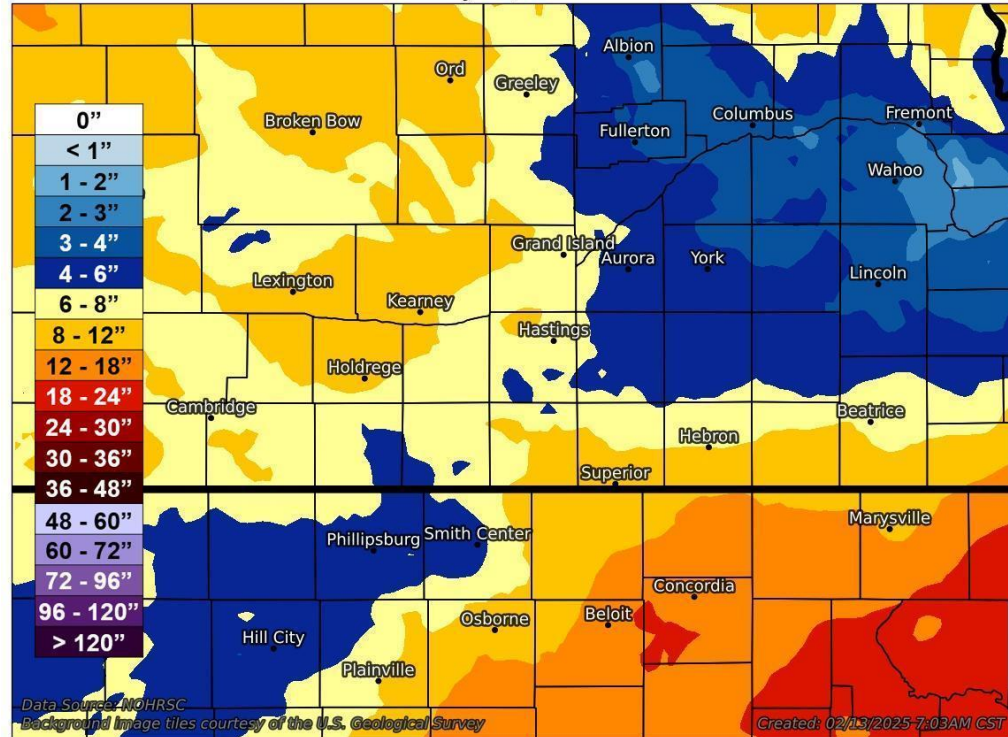 Albion
Ord
Greeley
Broken Bow
Columbus
Fremont
Fullerton
Wahoo
Grand Island
Aurora
York
Lincoln
Lexington
Kearney
Hastings
Holdrege
Cambridge
Beatrice
Hebron
Superior
Marysville
Phillipsburg
Smith Center
Concordia
Osborne
Beloit
Hill City
Plainville
0”
< 1”
1 - 2”
2 - 3”
3 - 4”
4 - 6”
6 - 8”
8 - 12”
12 - 18”
18 - 24”
24 - 30”
30 - 36”
36 - 48”
48 - 60”
60 - 72”
72 - 96”
96 - 120”
> 120”
Data Source: NOHRSC
Background image tiles courtesy of the U.S. Geological Survey
Created: 02/13/2025 7:03AM CST